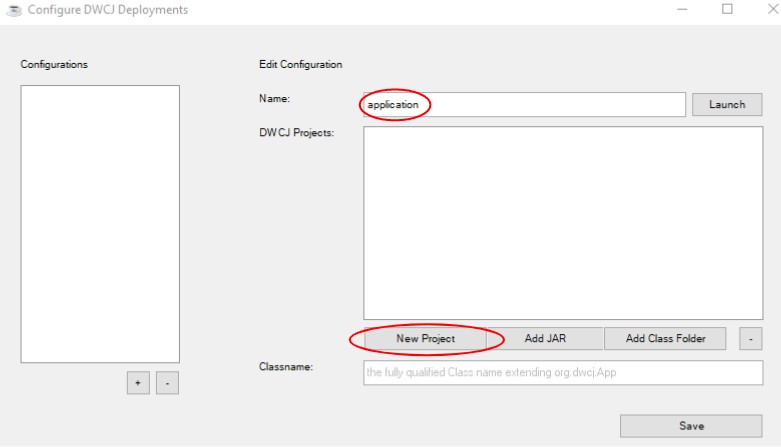 Configure DWCJ Deployments
Configurations
Edit Configuration
Name:
application
Launch
DWCJ Projects:
New Project
Add JAR
Add Class Folder
-
Classname:
the fully qualified Class name extending org.dwcj.App
+
-
Save